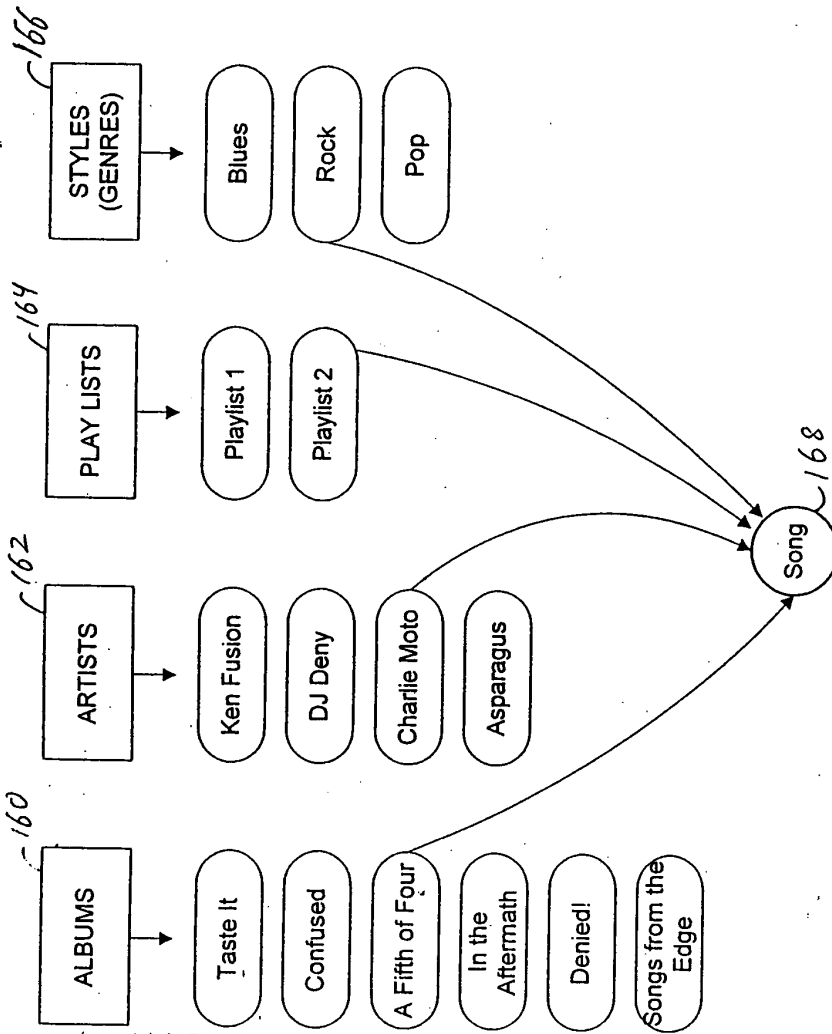 160
ALBUMS
Taste It
Confused
A Fifth of Four
In the
Aftermath
Denied!
Songs from the
Edge
162
ARTISTS
Ken Fusion
DJ Deny
Charlie Moto
Asparagus
164
PLAY LISTS
Playlist 1
Playlist 2
166
STYLES
(GENRES)
Blues
Rock
Pop
Song
168